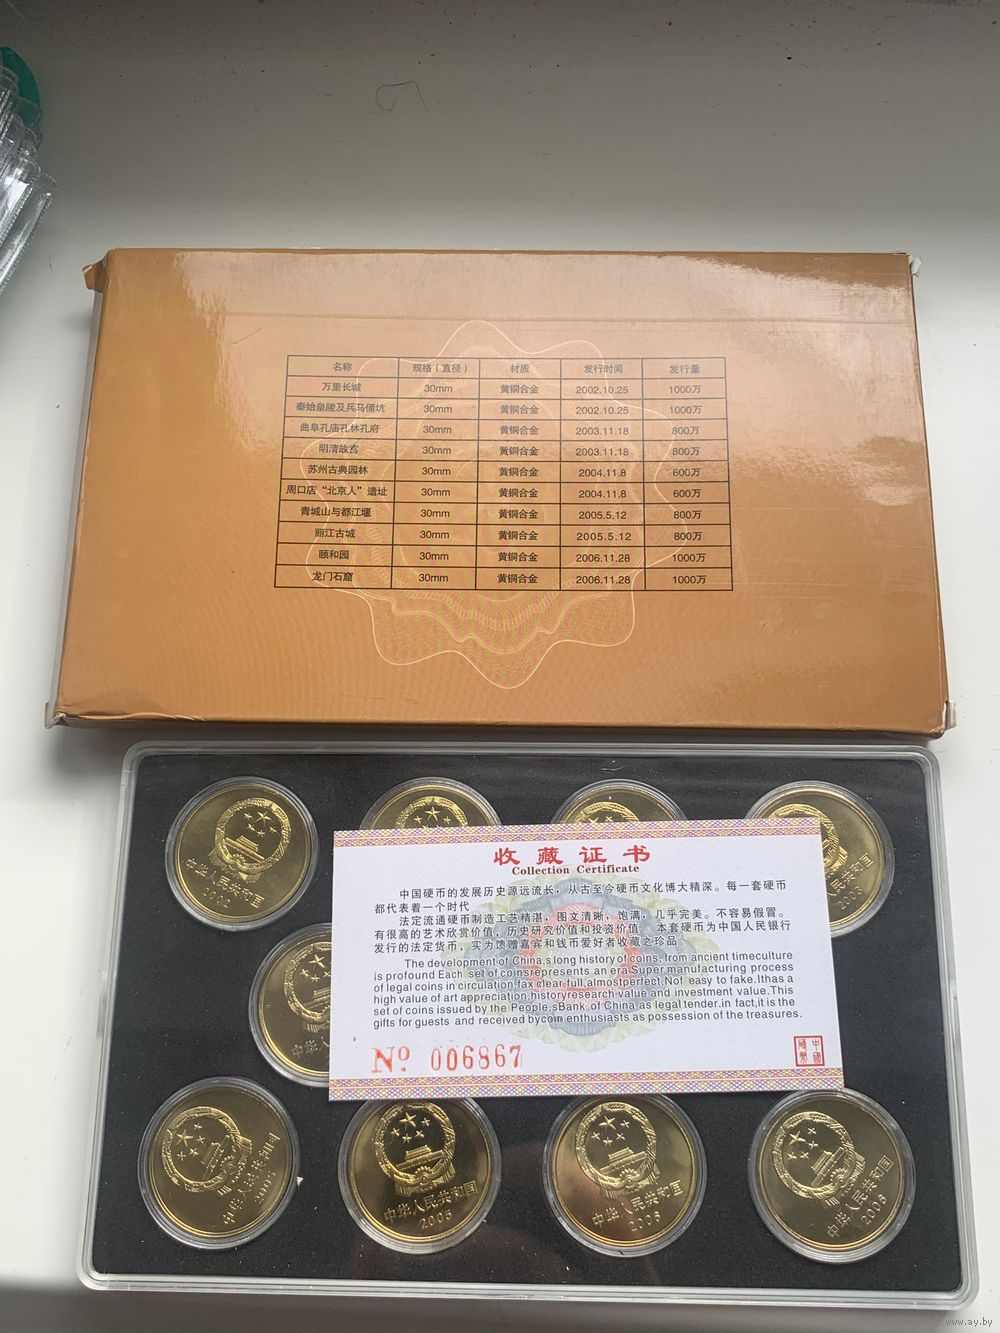 名称 规格（直径） 材质 发行时间 发行量
万里长城 30mm 黄铜合金 2002.10.25 1000万
秦始皇陵及兵马俑坑 30mm 黄铜合金 2002.10.25 1000万
曲阜孔庙孔林孔府 30mm 黄铜合金 2003.11.18 800万
明清故宫 30mm 黄铜合金 2003.11.18 800万
苏州古典园林 30mm 黄铜合金 2004.11.8 600万
周口店“北京人”遗址 30mm 黄铜合金 2004.11.8 600万
青城山与都江堰 30mm 黄铜合金 2005.5.12 800万
丽江古城 30mm 黄铜合金 2005.5.12 800万
颐和园 30mm 黄铜合金 2006.11.28 1000万
龙门石窟 30mm 黄铜合金 2006.11.28 1000万
中华人民共和国
2002
共和国
2003
收藏证书
Collection Certificate
中国硬币的发展历史源远流长，从古至今硬币文化博大精深。每一套硬币
都代表着一个时代
法定流通硬币制造工艺精湛，图文清晰，饱满，几乎完美。不容易假冒。
有很高的艺术欣赏价值，历史研究价值和投资价值 本套硬币为中国人民银行
发行的法定货币，实为馈赠嘉宾和钱币爱好者收藏之珍品。
The development of China,s long history of coins, from ancient timeculture
is profound Each set of coinsrepresents an era Super manufacturing process
of legal coins in circulation,fax clear,full,almostperfect.Not easy to fake.Ithas a
high value of art appreciation,historyresearch value and investment value.This
set of coins issued by the People,sBank of China as legal tender.in fact,it is the
gifts for guests and received bycoin enthusiasts as possession of the treasures.
No. 006867
中國
硬幣
中华人
中华人民共和国
2005
中华人民共和国
2006
中华人民共和国
2006
www.ay.by